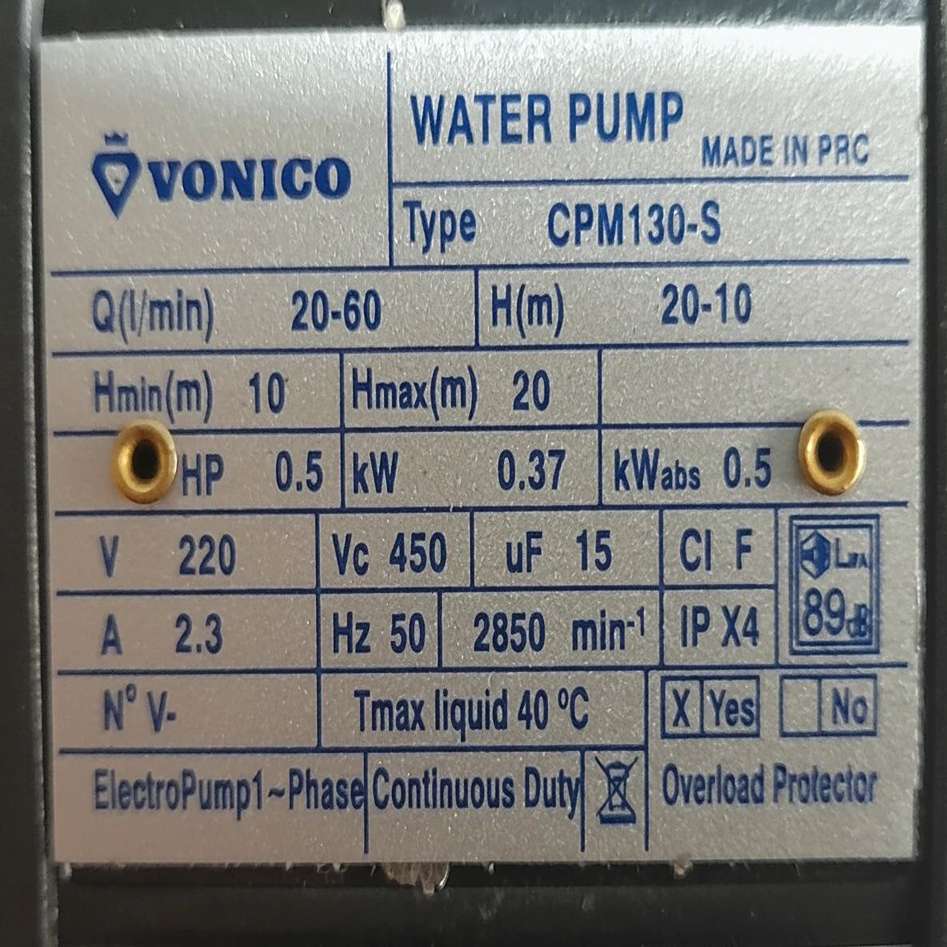 VONICO
WATER PUMP
MADE IN PRC
Type CPM130-S
Q(l/min) 20-60 H(m) 20-10
Hmin(m) 10 Hmax(m) 20
HP 0.5 kW 0.37 kWabs 0.5
V 220 Vc 450 uF 15 Cl F
LPA
A 2.3 Hz 50 2850 min-1 IP X4
89dB
N° V- Tmax liquid 40 ºC X Yes No
ElectroPump1~Phase Continuous Duty Overload Protector